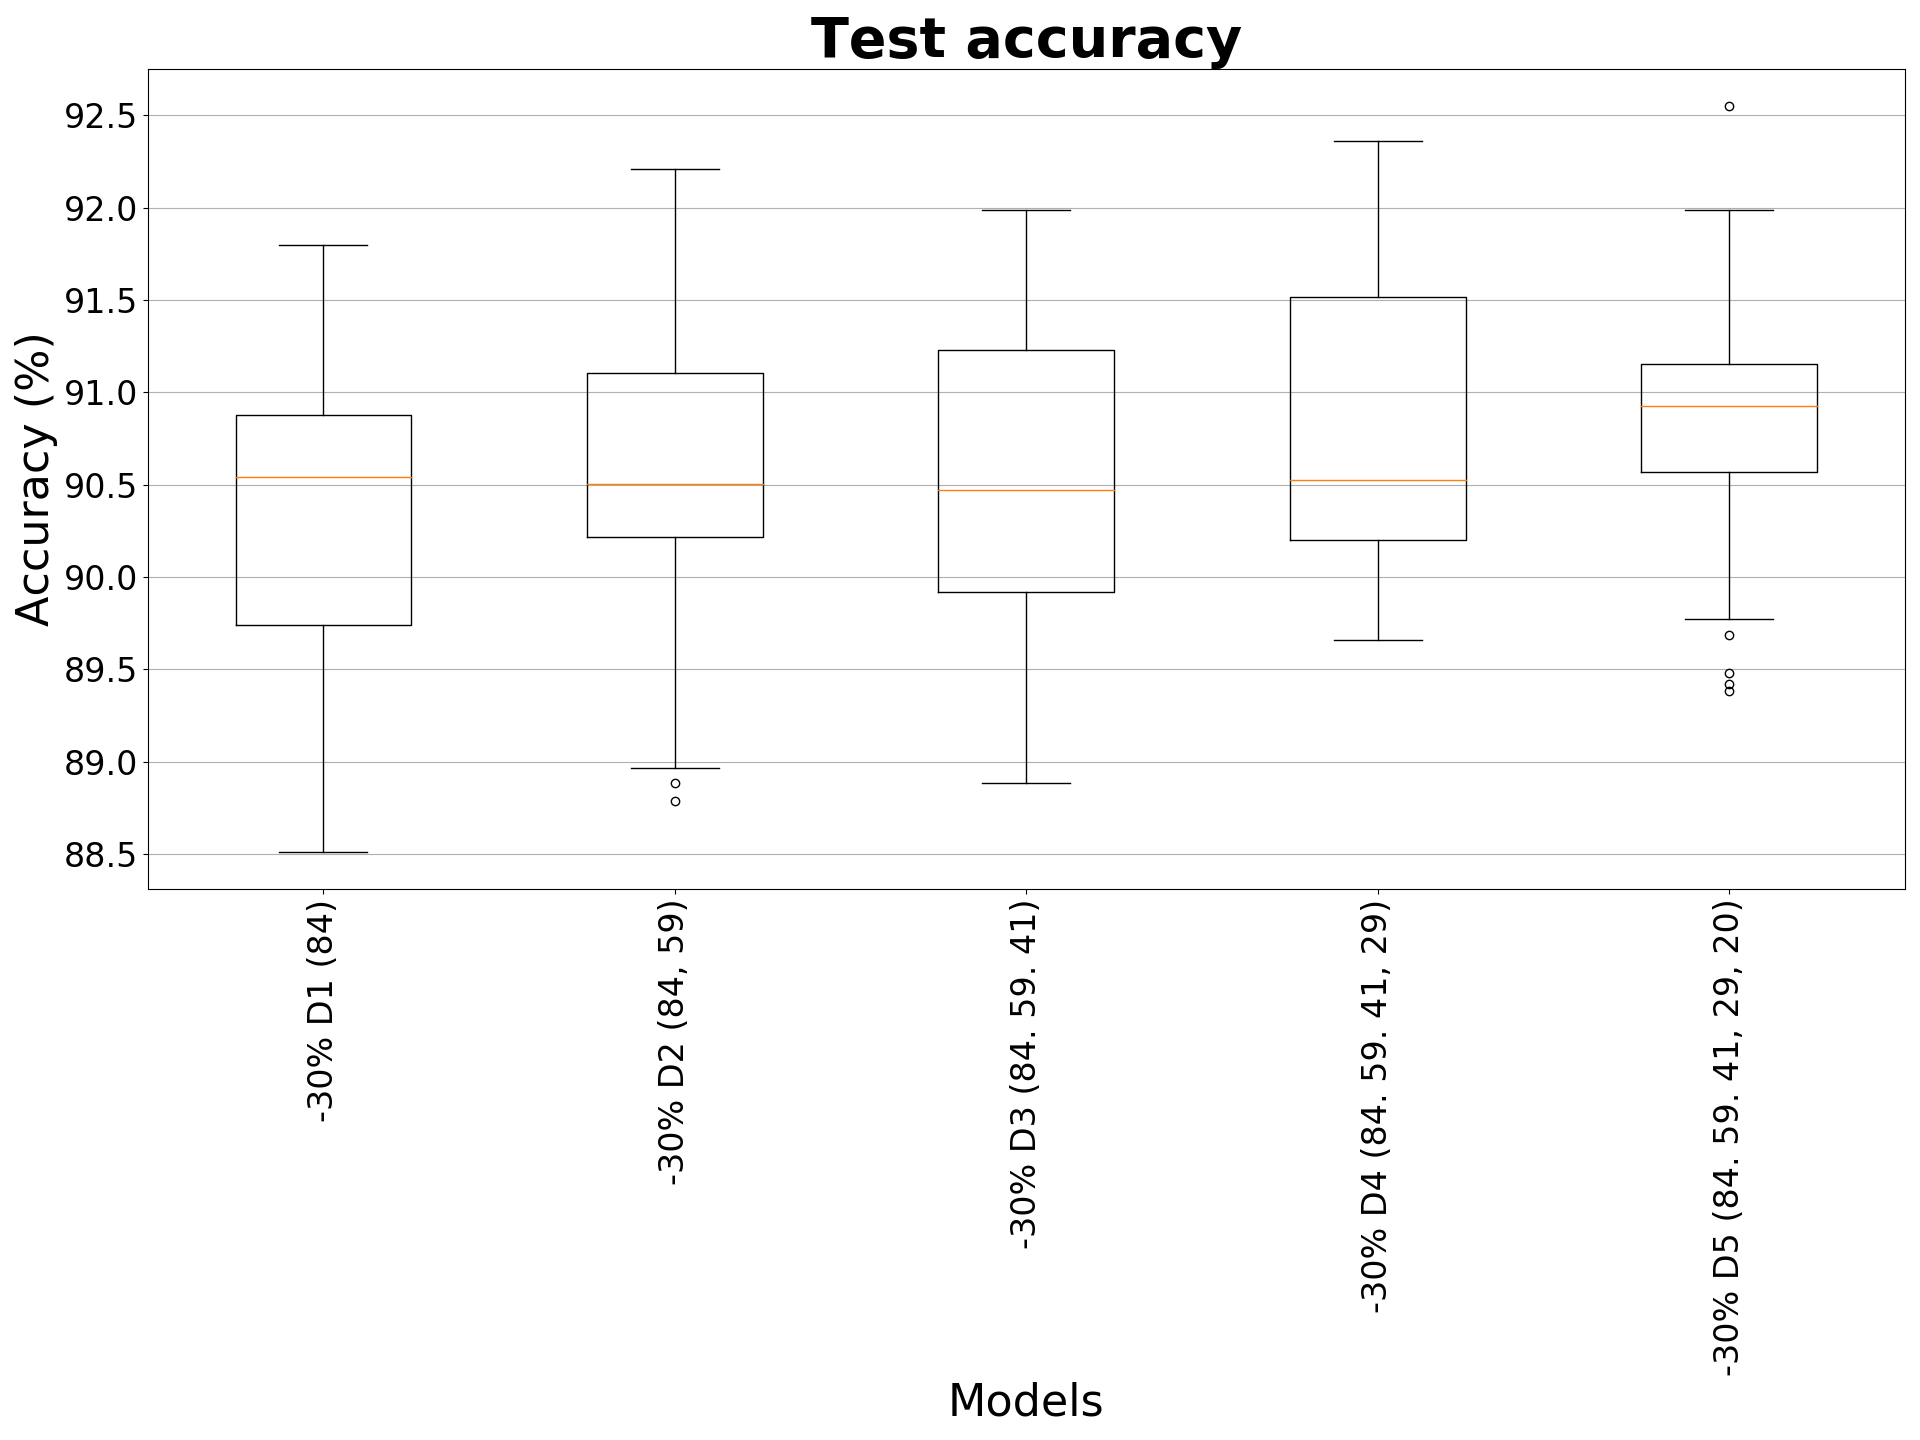 Test accuracy
Accuracy (%)
92.5
92.0
91.5
91.0
90.5
90.0
89.5
89.0
88.5
-30% D1 (84)
-30% D2 (84, 59)
-30% D3 (84. 59. 41)
-30% D4 (84. 59. 41, 29)
-30% D5 (84. 59. 41, 29, 20)
Models